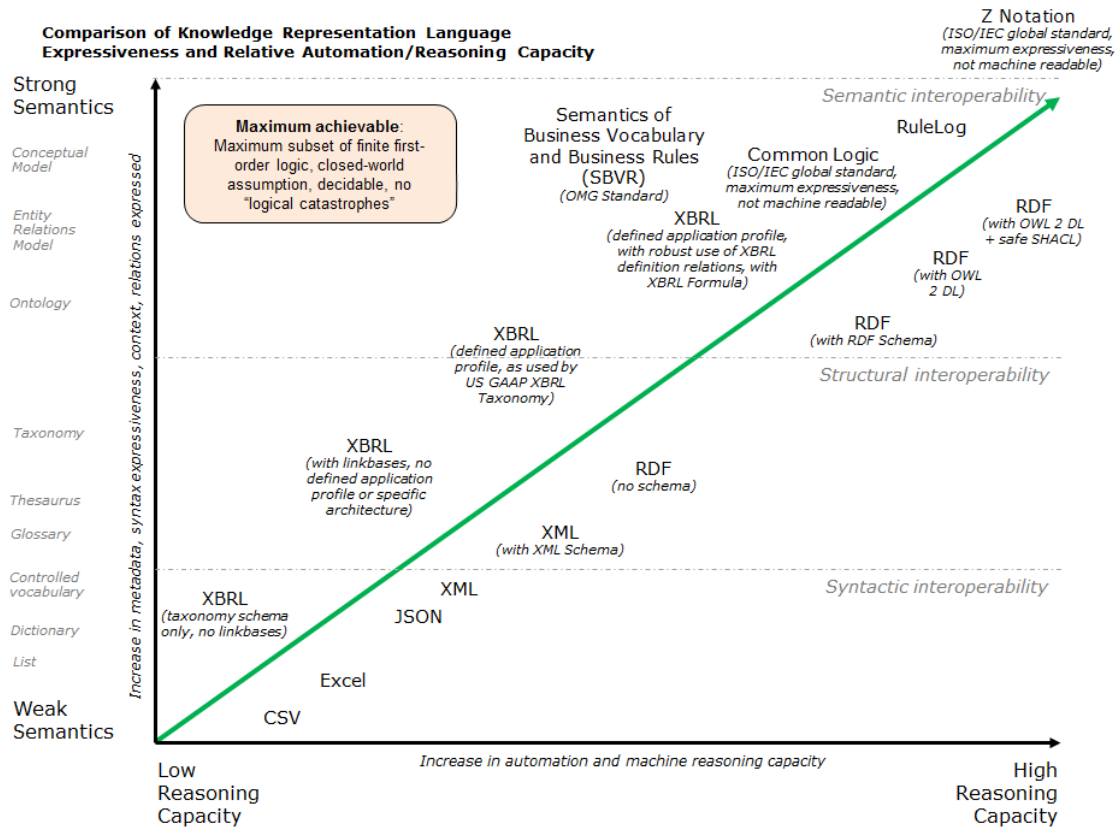 Comparison of Knowledge Representation Language
Expressiveness and Relative Automation/Reasoning Capacity
Z Notation
(ISO/IEC global standard,
maximum expressiveness,
not machine readable)
Strong
Semantics
Semantic interoperability
Maximum achievable:
Maximum subset of finite first-
order logic, closed-world
assumption, decidable, no
"logical catastrophes"
Semantics of
Business Vocabulary
and Business Rules
(SBVR)
(OMG Standard)
RuleLog
Common Logic
(ISO/IEC global standard,
maximum expressiveness,
not machine readable)
Conceptual
Model
Entity
Relations
Model
XBRL
(defined application profile,
with robust use of XBRL
definition relations, with
XBRL Formula)
RDF
(with OWL 2 DL
+ safe SHACL)
RDF
(with OWL
2 DL)
Ontology
RDF
(with RDF Schema)
XBRL
(defined application
profile, as used by
US GAAP XBRL
Taxonomy)
Structural interoperability
Increase in metadata, syntax expressiveness, context, relations expressed
Taxonomy
XBRL
(with linkbases, no
defined application
profile or specific
architecture)
RDF
(no schema)
Thesaurus
Glossary
XML
(with XML Schema)
Controlled
vocabulary
Syntactic interoperability
XML
XBRL
(taxonomy schema
only, no linkbases)
JSON
Dictionary
List
Excel
Weak
Semantics
CSV
Increase in automation and machine reasoning capacity
Low
Reasoning
Capacity
High
Reasoning
Capacity